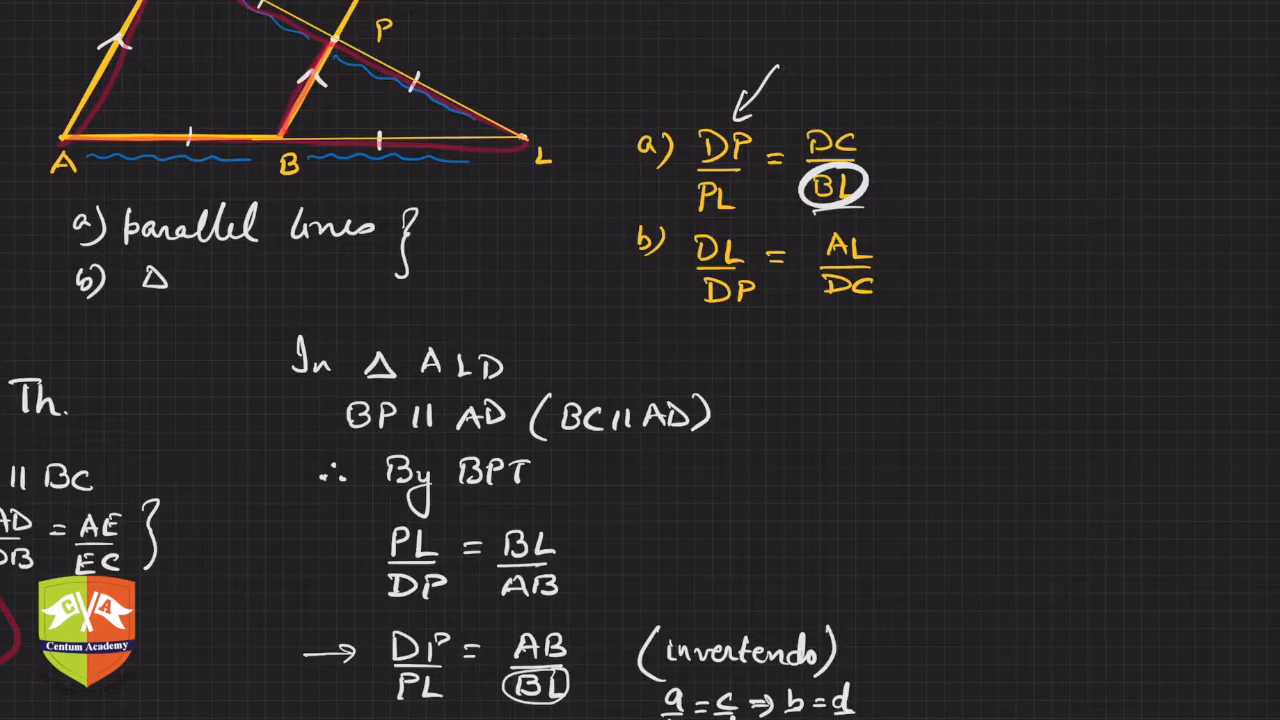 P
A B L
a) parallel lines }
b) Δ
a) DP/PL = DC/BL
b) DL/DP = AL/DC
In Δ ALD
BP || AD (BC || AD)
∴ By BPT
PL/DP = BL/AB
→ DP/PL = AB/BL (invertendo)
a = c ⇒ b = d
Th.
|| BC
AD/DB = AE/EC }
C A
Centum Academy